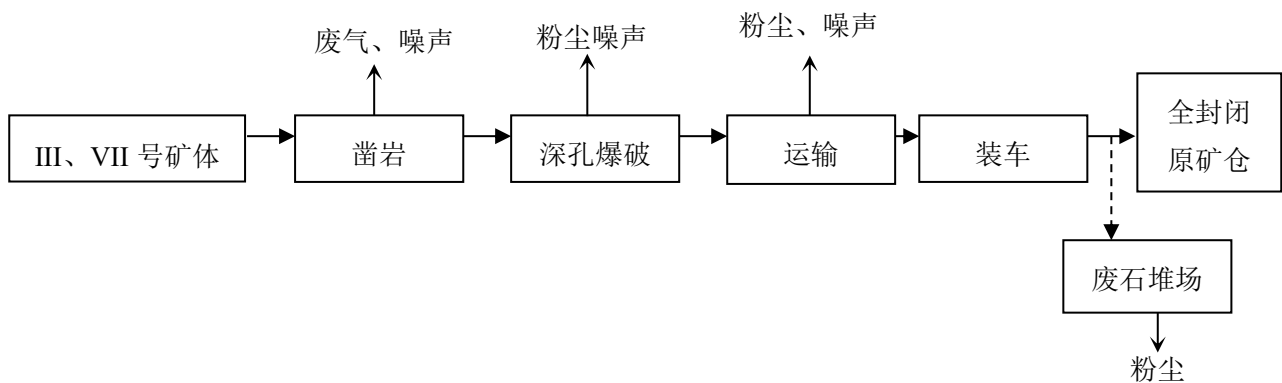 废气、噪声
粉尘噪声
粉尘、噪声
III、VII 号矿体
凿岩
深孔爆破
运输
装车
全封闭
原矿仓
废石堆场
粉尘